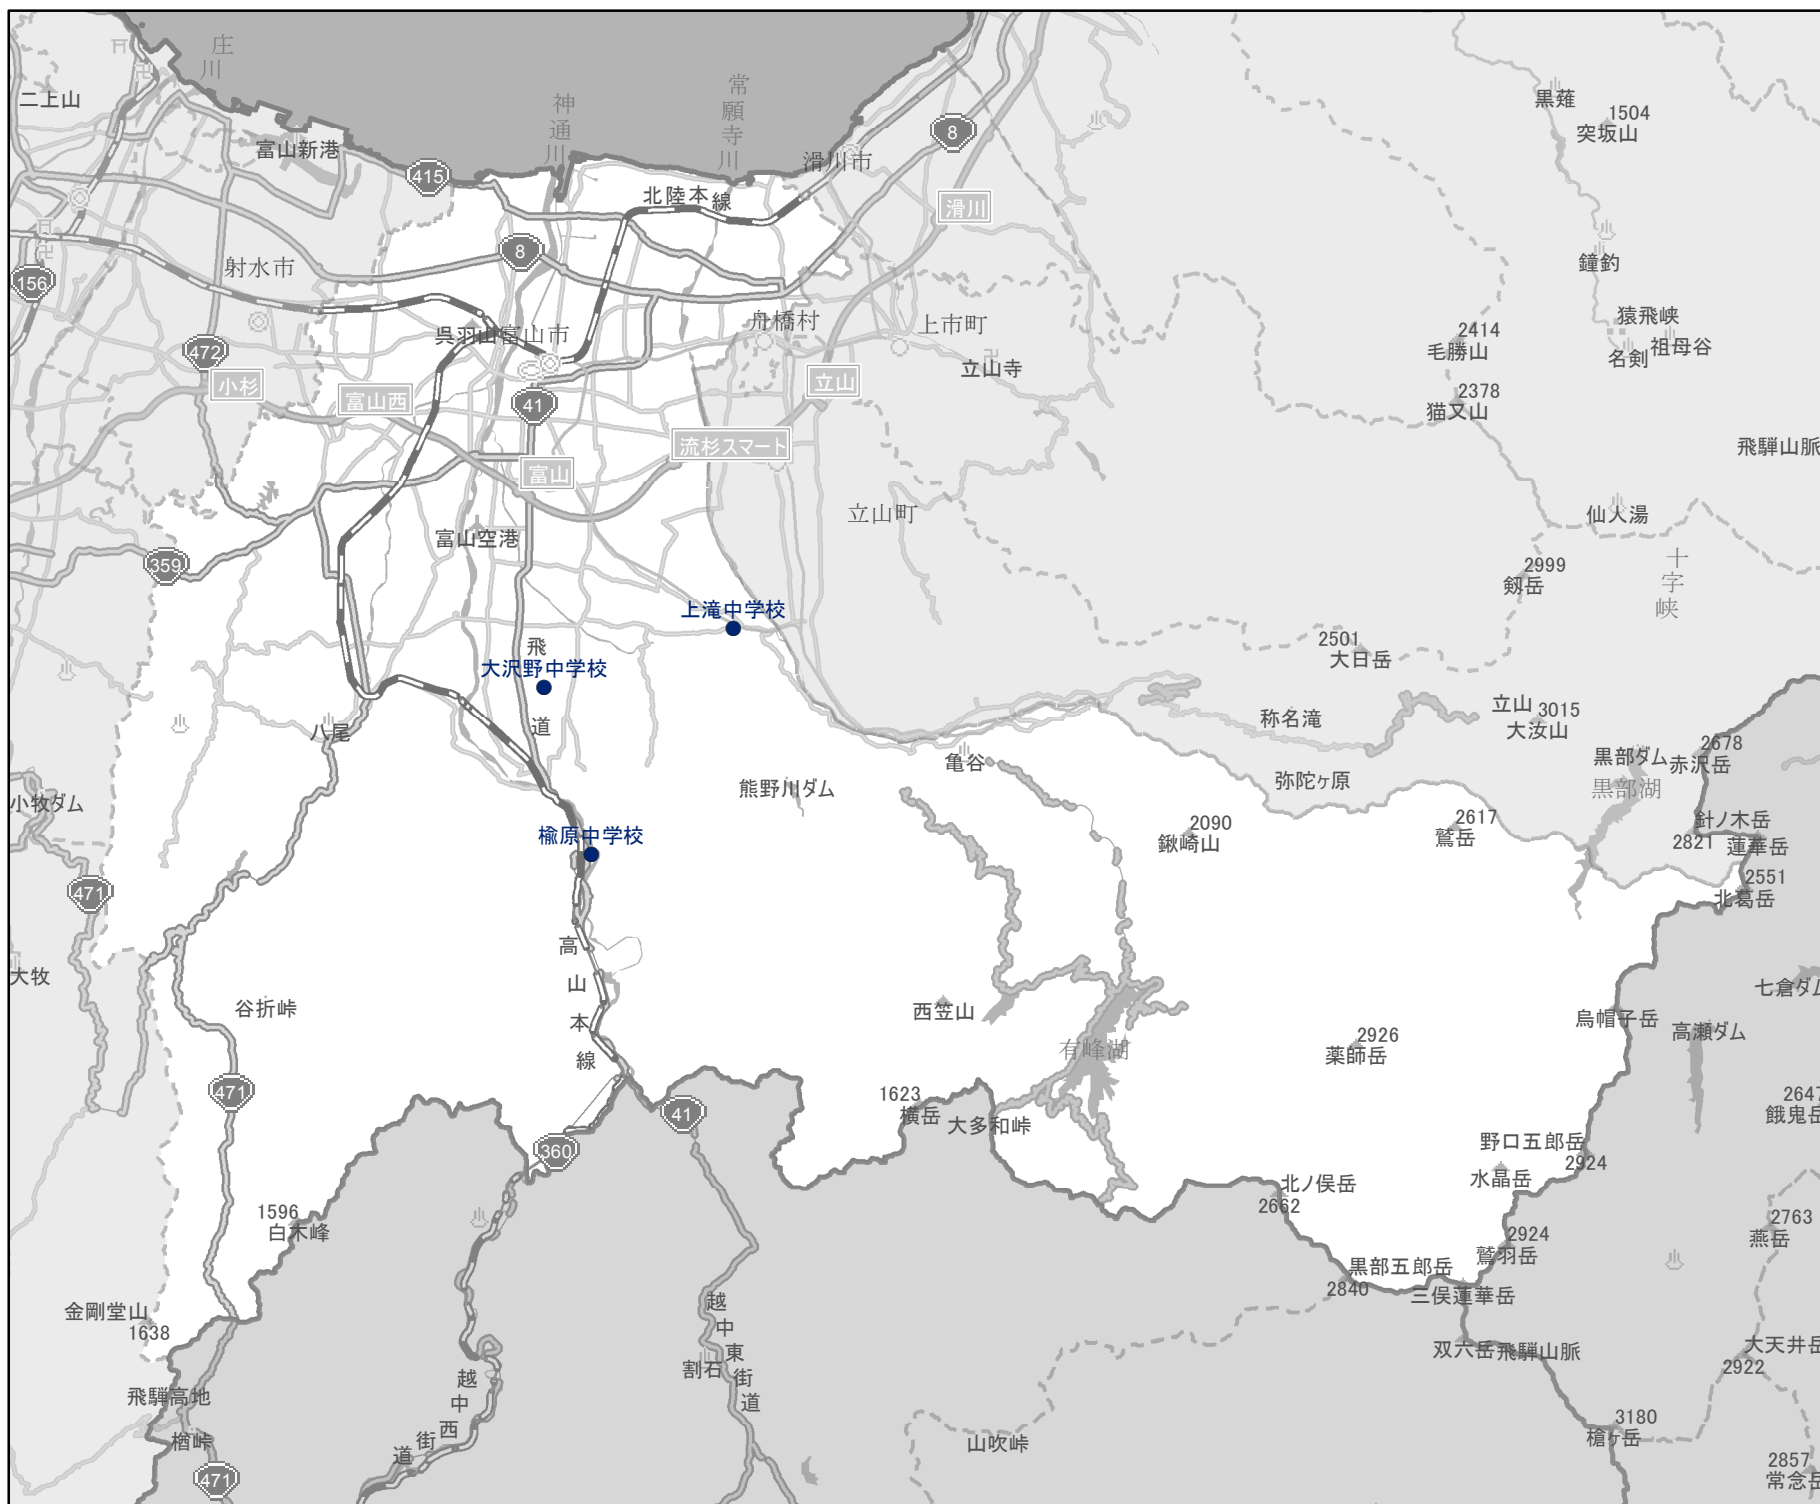 庄川
神通川
常願寺川
二上山
富山新港
415
北陸本線
滑川市
8
滑川
黒薙
1504
突坂山
鐘釣
猿飛峡
名剣
祖母谷
156
射水市
8
472
小杉
呉羽山
富山市
舟橋村
上市町
立山寺
富山西
41
立山
流杉スマート
富山
2414
毛勝山
2378
猫又山
飛騨山脈
359
富山空港
立山町
仙人湯
十字峡
2999
剱岳
上滝中学校
飛
大沢野中学校
道
2501
大日岳
八尾
称名滝
立山
3015
大汝山
黒部ダム
黒部湖
2678
赤沢岳
小牧ダム
熊野川ダム
亀谷
弥陀ヶ原
楡原中学校
2090
鍬崎山
2617
鷲岳
針ノ木岳
2821
蓮華岳
2551
北葛岳
471
大牧
谷折峠
高山本線
西笠山
有峰湖
2926
薬師岳
烏帽子岳
七倉ダム
高瀬ダム
471
41
360
1623
横岳
大多和峠
2647
餓鬼岳
野口五郎岳
2924
水晶岳
1596
白木峰
北ノ俣岳
2662
2924
鷲羽岳
2763
燕岳
黒部五郎岳
2840
三俣蓮華岳
金剛堂山
1638
双六岳
飛騨山脈
大天井岳
2922
飛騨高地
楢峠
471
越中西街道
越中東街道
割石
山吹峠
3180
槍ヶ岳
2857
常念岳